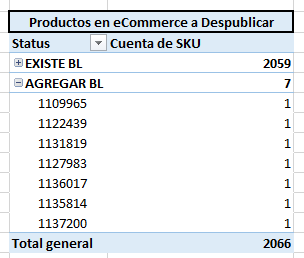 Productos en eCommerce a Despublicar
Status Cuenta de SKU
EXISTE BL 2059
AGREGAR BL 7
1109965 1
1122439 1
1131819 1
1127983 1
1136017 1
1135814 1
1137200 1
Total general 2066